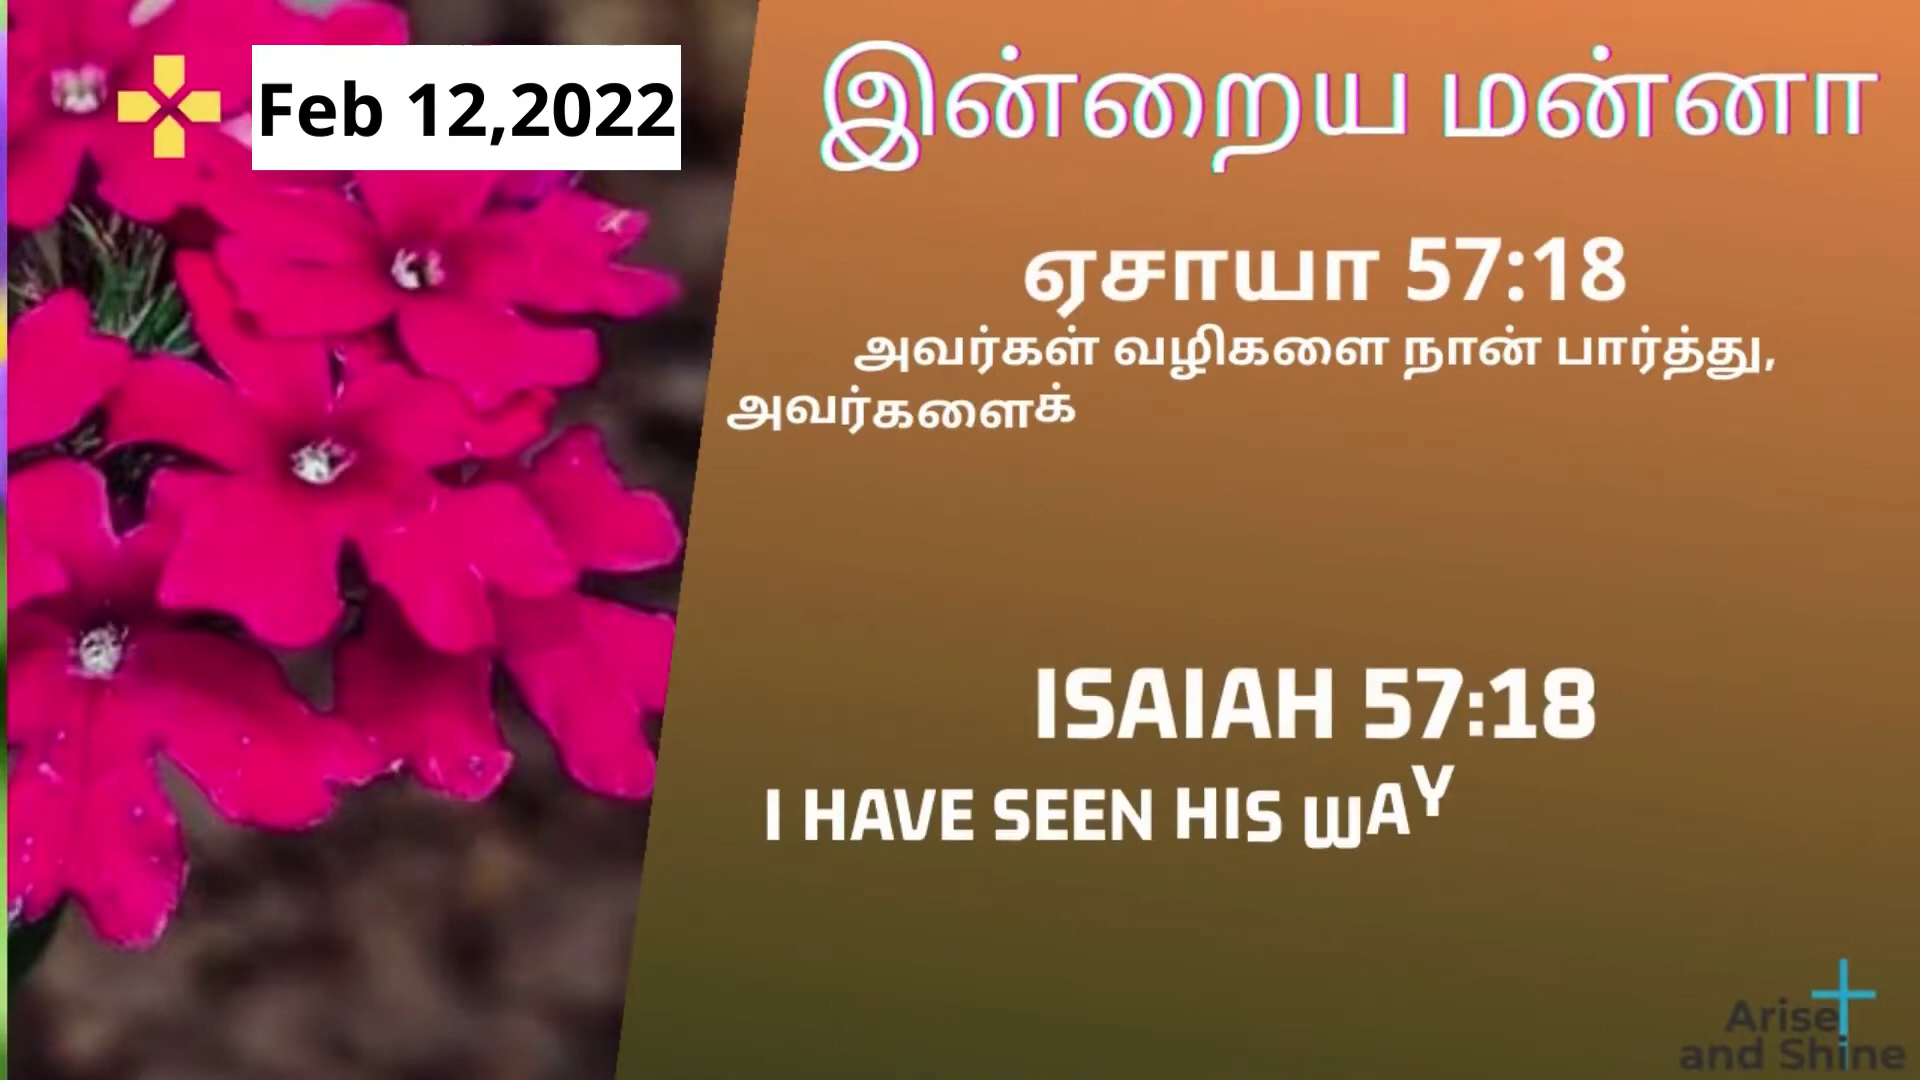 Feb 12,2022
இன்றைய மன்னா
ஏசாயா 57:18
அவர்கள் வழிகளை நான் பார்த்து,
அவர்களைக்
ISAIAH 57:18
I HAVE SEEN HIS WAY
Arise
and Shine